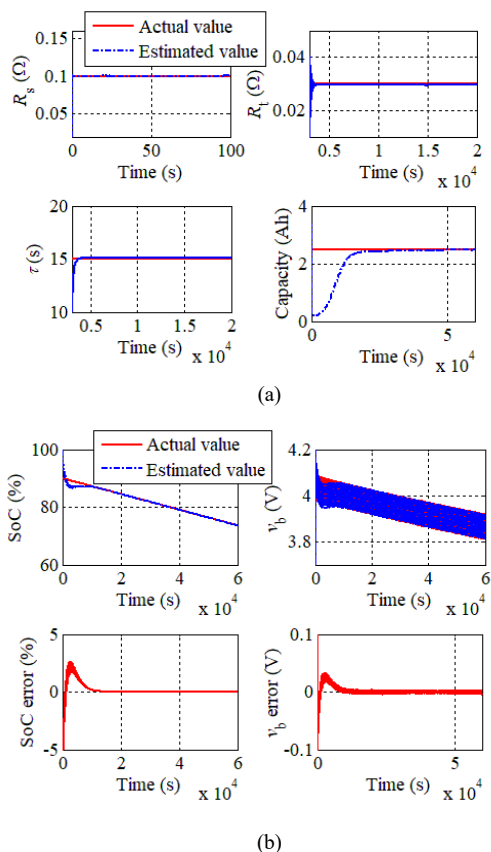 Actual value
Estimated value
0.15
0.1
0.05
R_s (Ω)
0
50
100
Time (s)
0.04
0.02
R_t (Ω)
0.5
1
1.5
2
Time (s)
x 10^4
20
15
10
τ (s)
0.5
1
1.5
2
Time (s)
x 10^4
4
2
0
Capacity (Ah)
0
5
Time (s)
x 10^4
(a)
Actual value
Estimated value
100
80
60
SoC (%)
0
2
4
6
Time (s)
x 10^4
4.2
4
3.8
v_b (V)
0
2
4
6
Time (s)
x 10^4
5
0
-5
SoC error (%)
0
2
4
6
Time (s)
x 10^4
0.1
0
-0.1
v_b error (V)
0
5
Time (s)
x 10^4
(b)